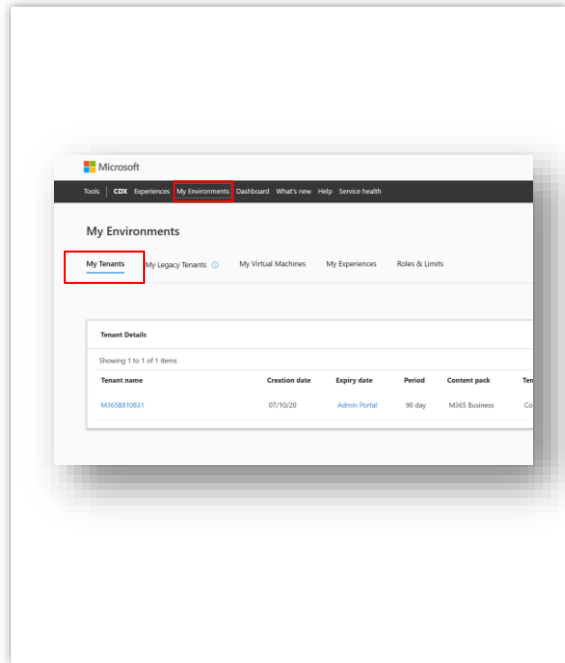 Microsoft
Tools CDX Experiences My Environments Dashboard What's new Help Service health
My Environments
My Tenants My Legacy Tenants My Virtual Machines My Experiences Roles & Limits
Tenant Details
Showing 1 to 1 of 1 items
Tenant name Creation date Expiry date Period Content pack Ten
M365B810831 07/10/20 Admin Portal 90 day M365 Business Co